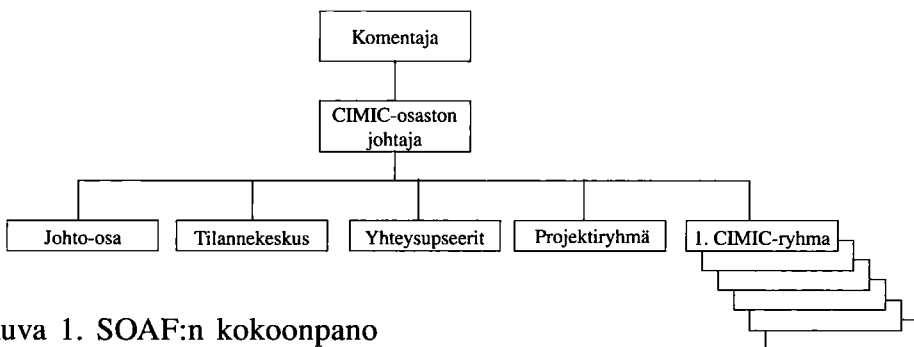 Komentaja
CIMIC-osaston
johtaja
Johto-osa
Tilannekeskus
Yhteysupseerit
Projektiryhmä
1. CIMIC-ryhma
uva 1. SOAF:n kokoonpano